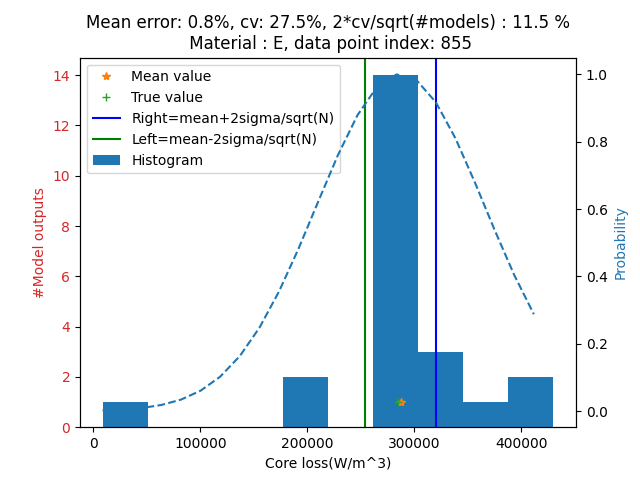 Mean error: 0.8%, cv: 27.5%, 2*cv/sqrt(#models) : 11.5 %
Material : E, data point index: 855
Mean value
True value
Right=mean+2sigma/sqrt(N)
Left=mean-2sigma/sqrt(N)
Histogram
#Model outputs
14
12
10
8
6
4
2
0
1.0
0.8
0.6
0.4
0.2
0.0
Probability
0 100000 200000 300000 400000
Core loss(W/m^3)